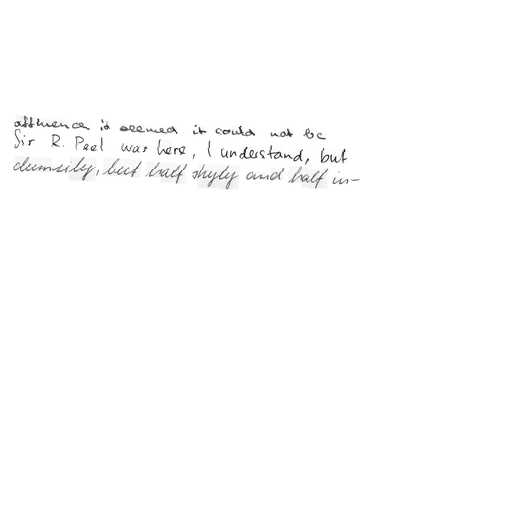 affluence it seemed it could not be
Sir R. Peel was here, I understand, but
clumsily, but half shyly and half in-